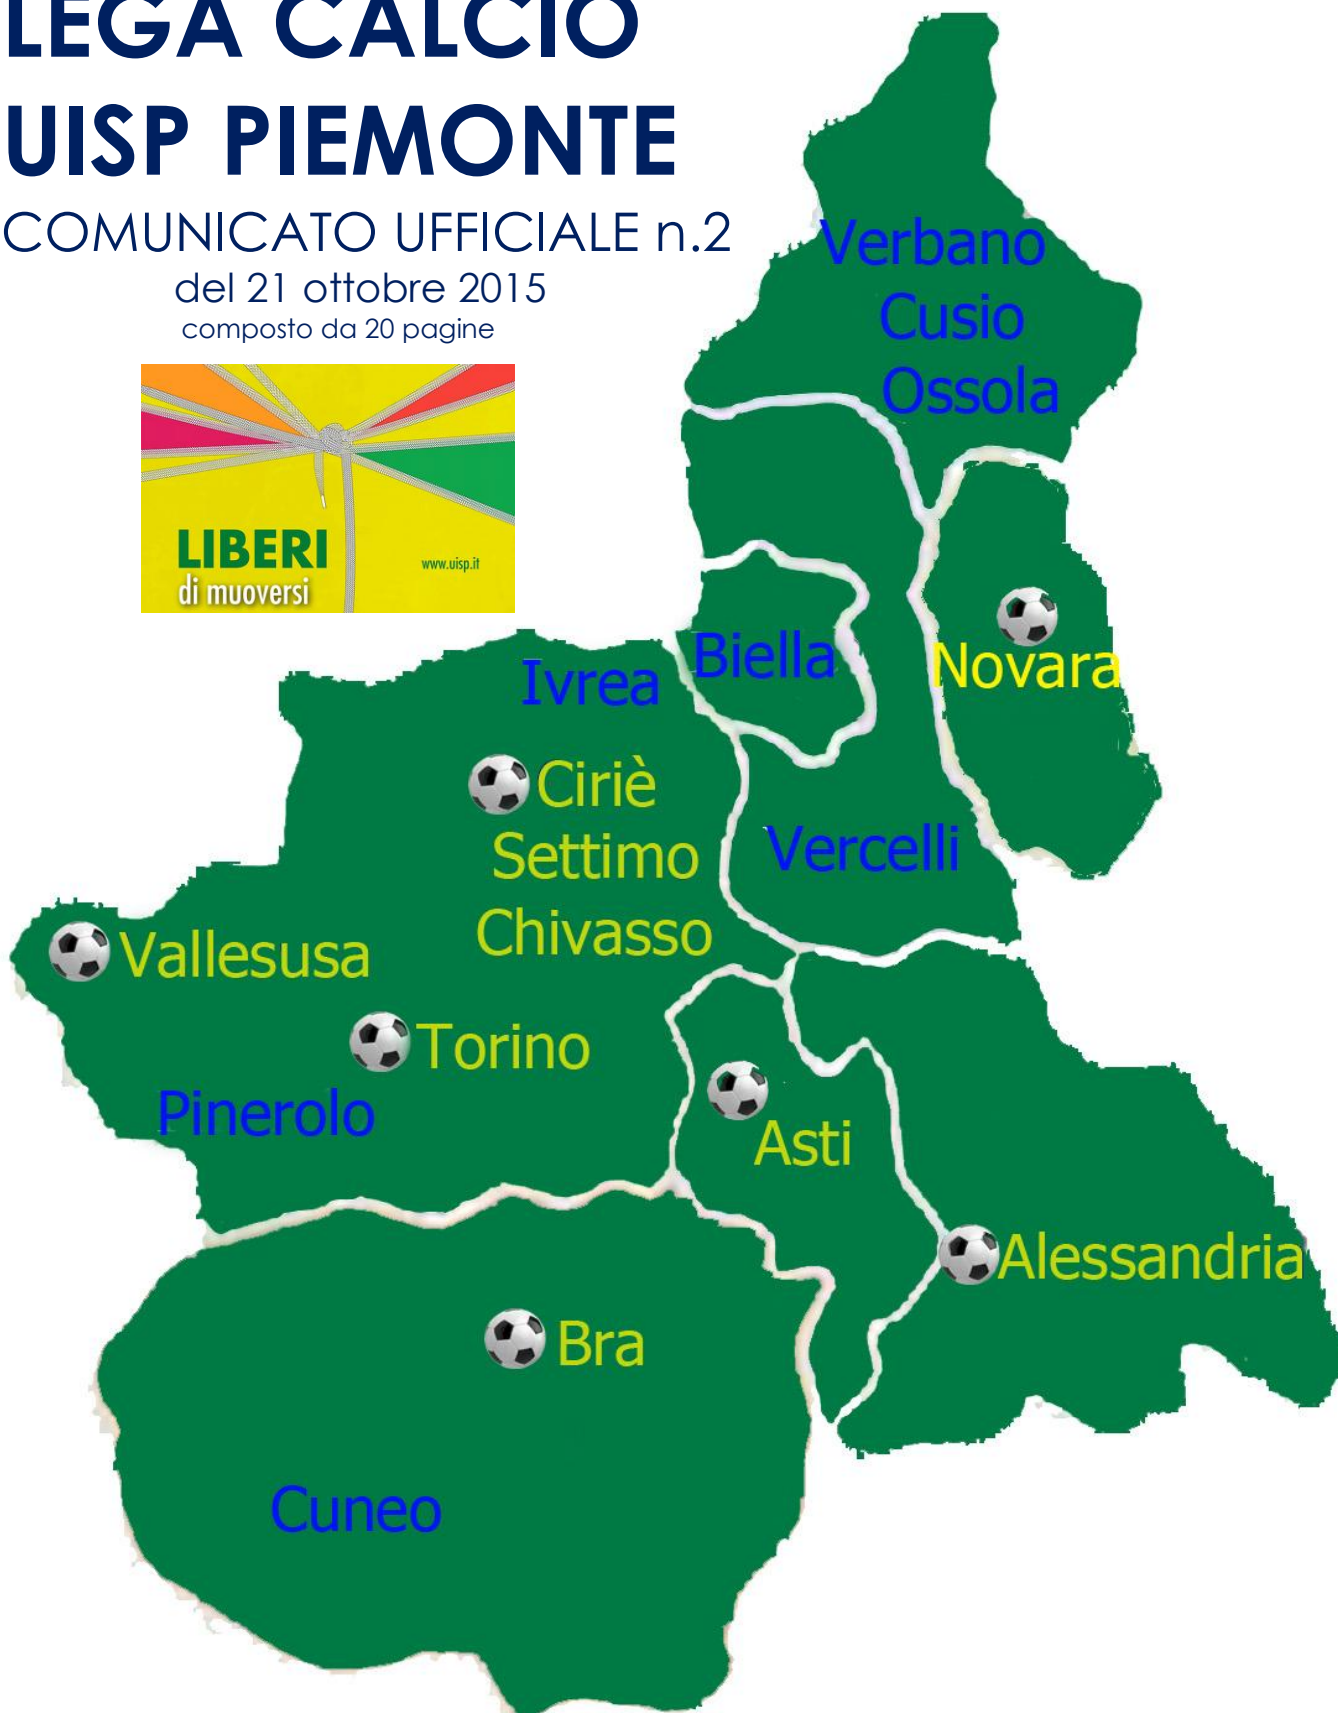 LEGA CALCIO
UISP PIEMONTE
COMUNICATO UFFICIALE n.2
del 21 ottobre 2015
composto da 20 pagine
LIBERI
di muoversi
www.uisp.it
Verbano
Cusio
Ossola
Novara
Biella
Ivrea
Ciriè
Settimo
Chivasso
Vercelli
Vallesusa
Torino
Pinerolo
Asti
Alessandria
Bra
Cuneo